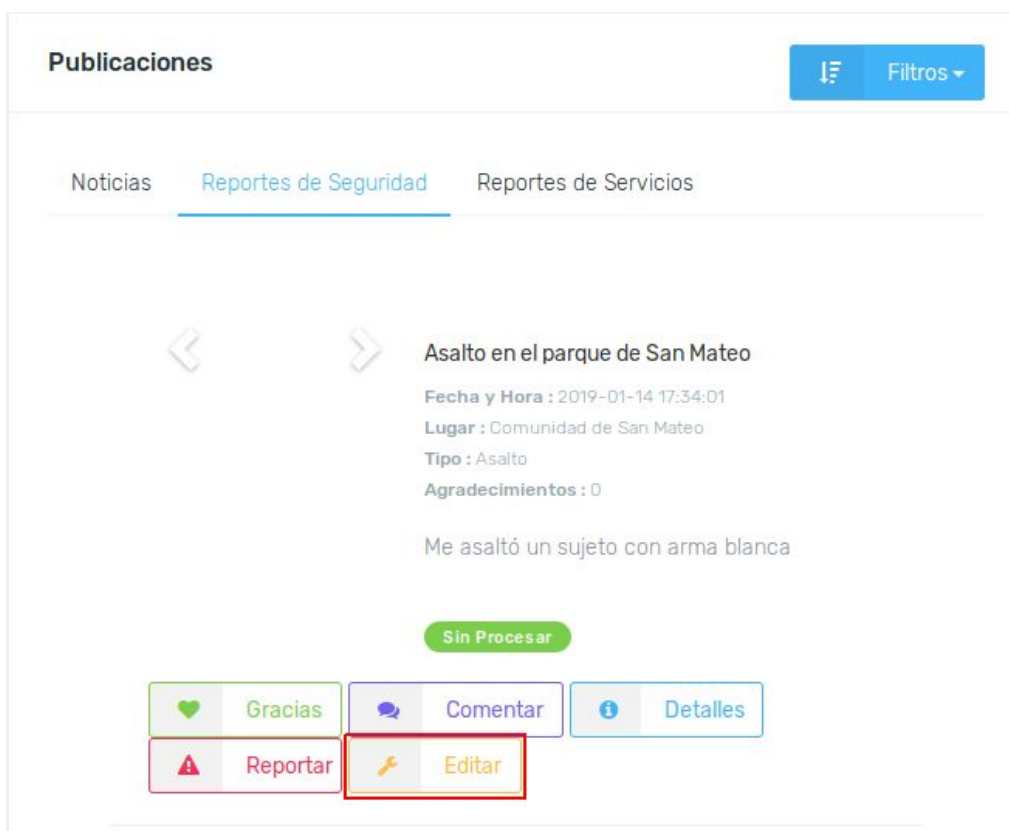 Publicaciones
Filtros
Noticias Reportes de Seguridad Reportes de Servicios
Asalto en el parque de San Mateo
Fecha y Hora : 2019-01-14 17:34:01
Lugar : Comunidad de San Mateo
Tipo : Asalto
Agradecimientos : 0
Me asaltó un sujeto con arma blanca
Sin Procesar
Gracias Comentar Detalles
Reportar Editar